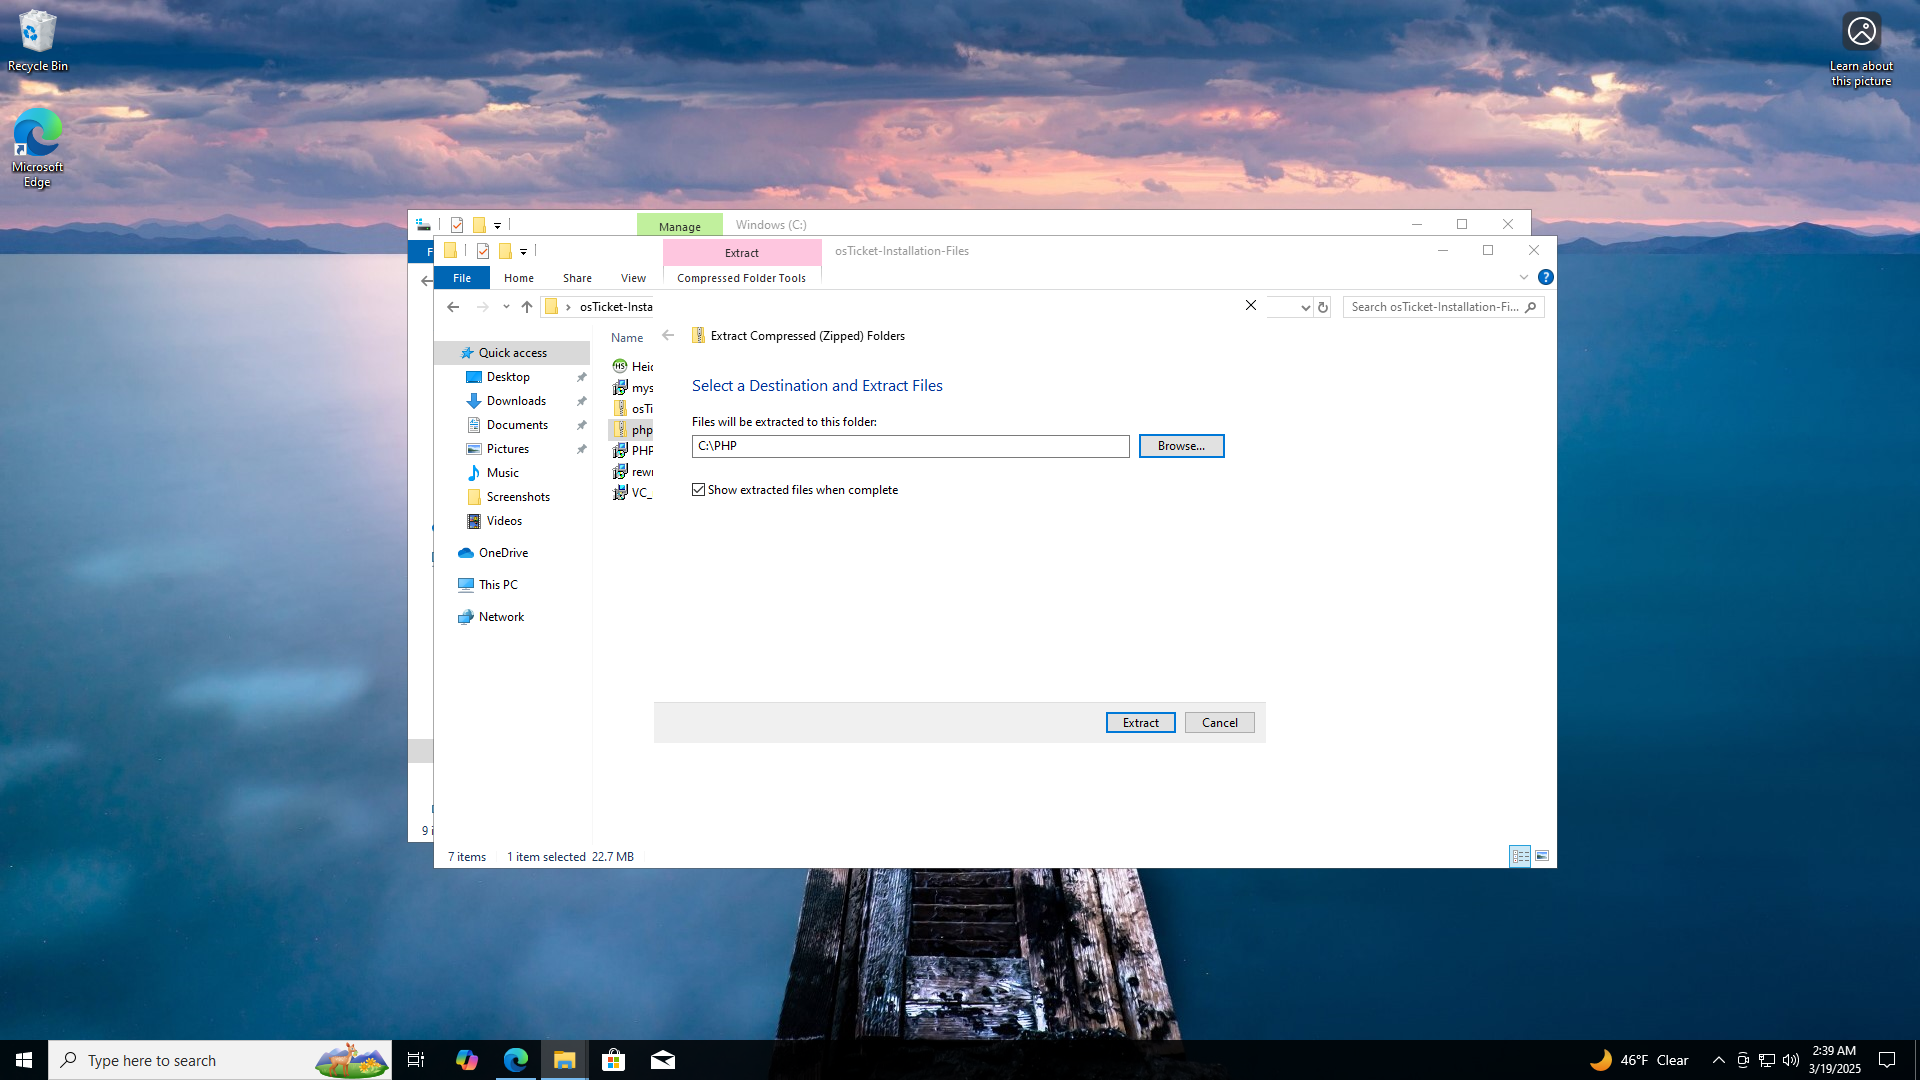 Recycle Bin
Learn about
this picture
Microsoft
Edge
Manage
Windows (C:)
Extract
osTicket-Installation-Files
File
Home
Share
View
Compressed Folder Tools
osTicket-Insta
Search osTicket-Installation-Fi...
Name
Extract Compressed (Zipped) Folders
Quick access
Desktop
Downloads
Documents
Pictures
Music
Screenshots
Videos
OneDrive
This PC
Network
Heid
mys
osTi
php
PHP
rewr
VC_
Select a Destination and Extract Files
Files will be extracted to this folder:
C:\PHP
Browse...
Show extracted files when complete
Extract
Cancel
9 i
7 items
1 item selected 22.7 MB
Type here to search
46°F Clear
2:39 AM
3/19/2025